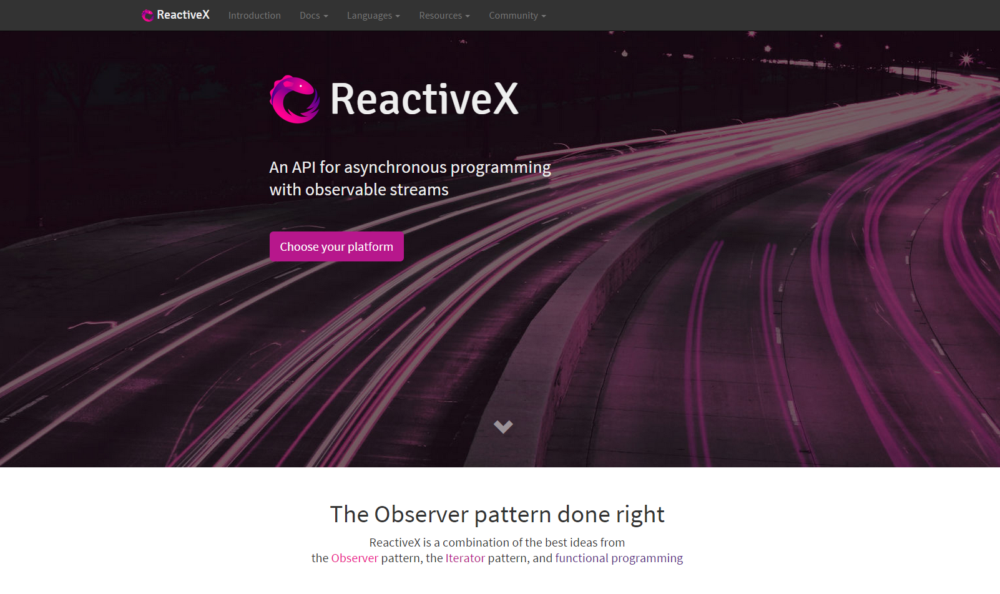 ReactiveX Introduction Docs Languages Resources Community
ReactiveX
An API for asynchronous programming
with observable streams
Choose your platform
The Observer pattern done right
ReactiveX is a combination of the best ideas from
the Observer pattern, the Iterator pattern, and functional programming